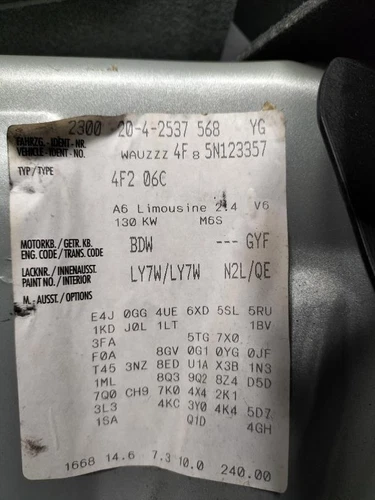 2300 20-4-2537 568 YG
FAHRZG.-IDENT-NR.
VEHICLE-IDENT-NO. WAUZZZ 4F 8 5N123357
TYP/TYPE 4F2 06C
A6 Limousine 2.4 V6
130 KW M6S
MOTORKB./GETR.KB.
ENG.CODE/TRANS.CODE BDW --- GYF
LACKNR./INNENAUSST.
PAINT NO./INTERIOR LY7W/LY7W N2L/QE
M.-AUSST./OPTIONS
E4J 0GG 4UE 6XD 5SL 5RU
1KD J0L 1LT 1BV
3FA 5TG 7X0
F0A 8GV 0G1 0YG 0JF
T45 3NZ 8ED U1A X3B 1N3
1ML 8Q3 9Q2 8Z4 D5D
7Q0 CH9 7K0 4X4 2K1
3L3 4KC 3Y0 4K4 5D7
1SA Q1D 4GH
1668 14.6 7.3 10.0 240.00